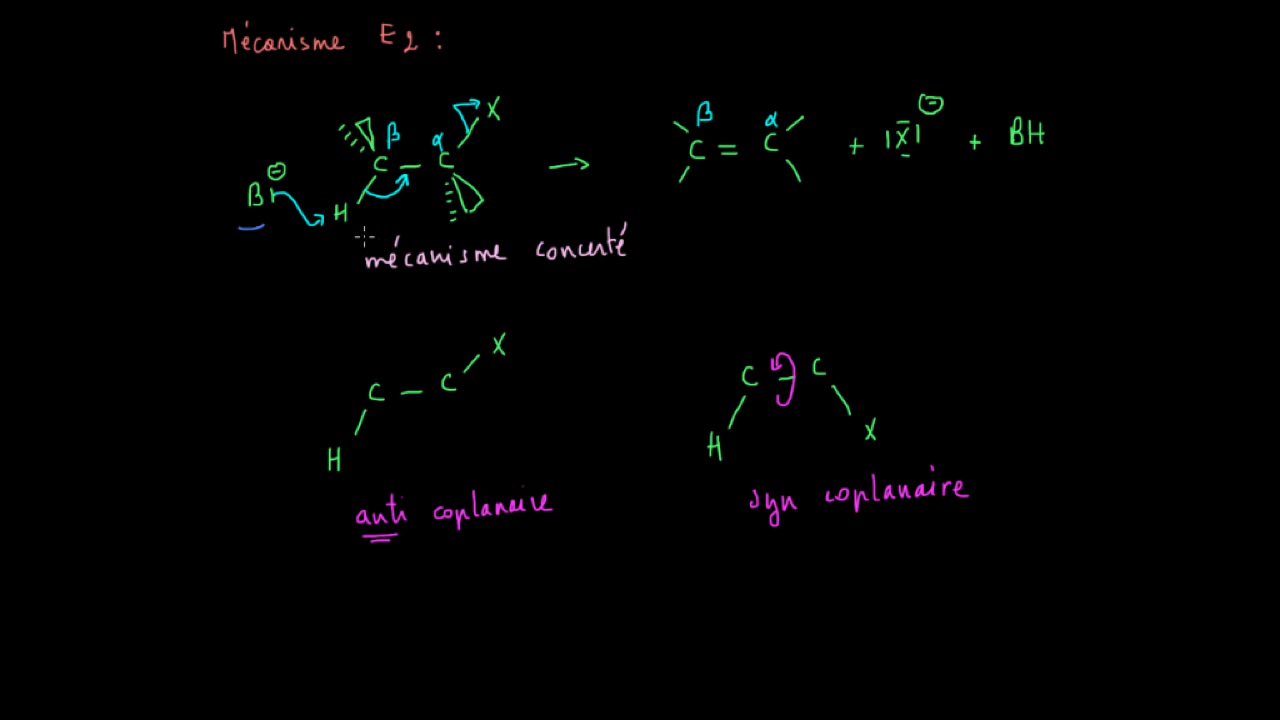 Mécanisme E2 :
X
β α
C — C
B⊖ H
→
β α
C = C + |X̲̅|⊖ + BH
mécanisme concerté
X
C — C
H
anti coplanaire
C — C
H X
syn coplanaire